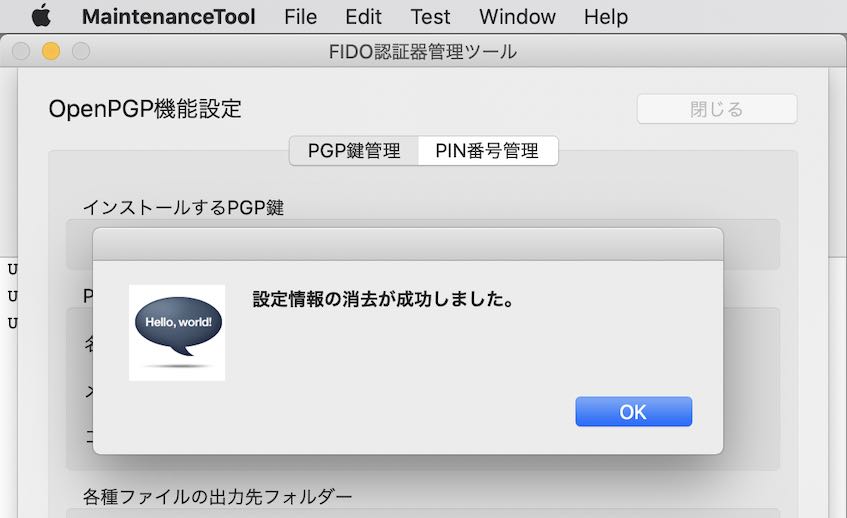 MaintenanceTool File Edit Test Window Help
FIDO認証器管理ツール
OpenPGP機能設定 閉じる
PGP鍵管理 PIN番号管理
インストールするPGP鍵
U
U
U
P
名
メ
設定情報の消去が成功しました。
Hello, world!
OK
各種ファイルの出力先フォルダー